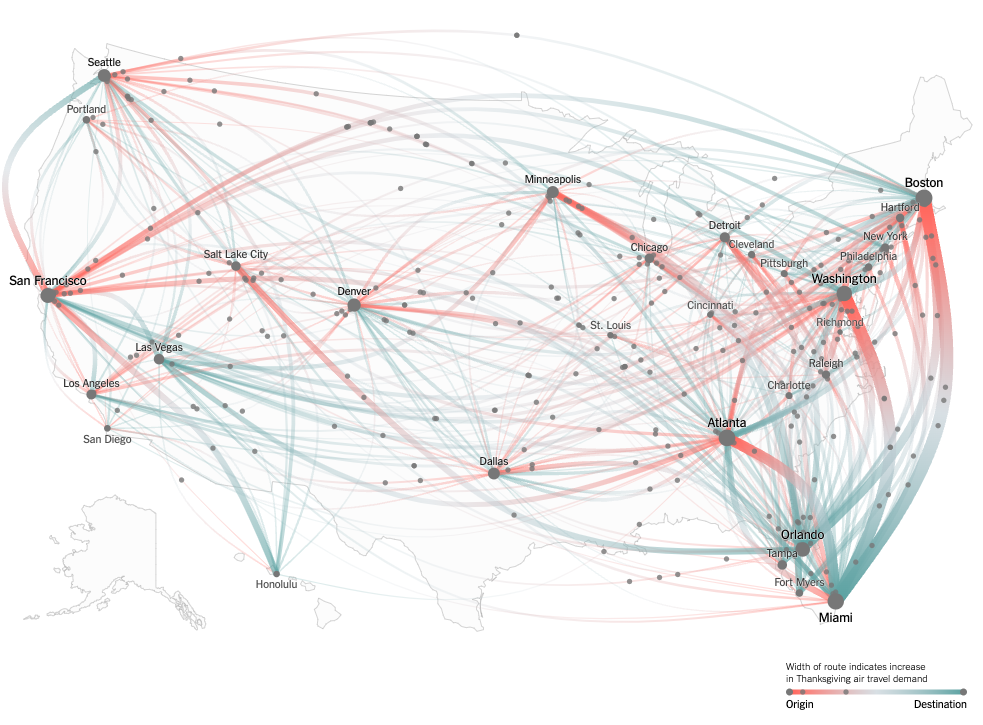 Seattle
Portland
Minneapolis
Boston
Hartford
Detroit
New York
Chicago
Cleveland
Salt Lake City
Philadelphia
Pittsburgh
San Francisco
Washington
Denver
Cincinnati
Richmond
St. Louis
Las Vegas
Raleigh
Los Angeles
Charlotte
Atlanta
San Diego
Dallas
Orlando
Tampa
Honolulu
Fort Myers
Miami
Width of route indicates increase
in Thanksgiving air travel demand
Origin
Destination